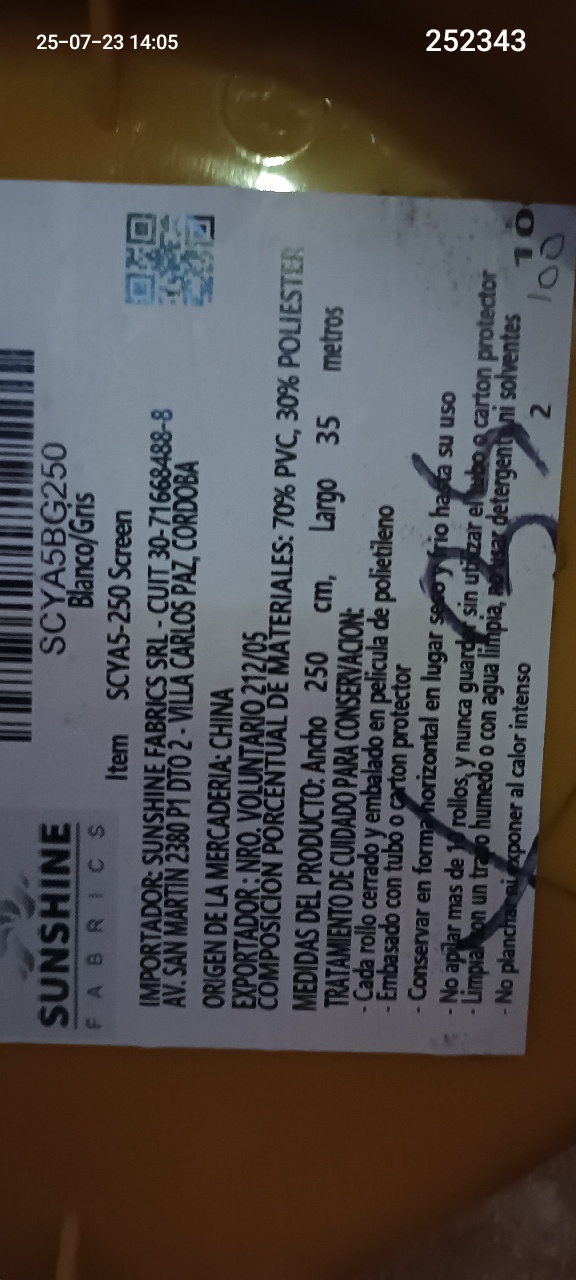 25-07-23 14:05
252343
SCYA5BG250
Blanco/Gris
SUNSHINE
FABRICS
Item SCYA5-250 Screen
IMPORTADOR: SUNSHINE FABRICS SRL - CUIT 30-71668488-8
AV. SAN MARTIN 2380 P1 DTO 2 - VILLA CARLOS PAZ, CORDOBA
ORIGEN DE LA MERCADERIA: CHINA
EXPORTADOR : NRO. VOLUNTARIO 212/05
COMPOSICION PORCENTUAL DE MATERIALES: 70% PVC, 30% POLIESTER
MEDIDAS DEL PRODUCTO: Ancho 250 cm, Largo 35 metros
TRATAMIENTO DE CUIDADO PARA CONSERVACION:
- Cada rollo cerrado y embalado en pelicula de polietileno
- Embasado con tubo o carton protector
- Conservar en forma horizontal en lugar seco y frio hasta su uso
- No apilar mas de rollos, y nunca guardar sin utilizar el tubo o carton protector
- Limpiar con un trapo humedo o con agua limpia, no usar detergente ni solventes
- No planchar ni exponer al calor intenso
2
10
100